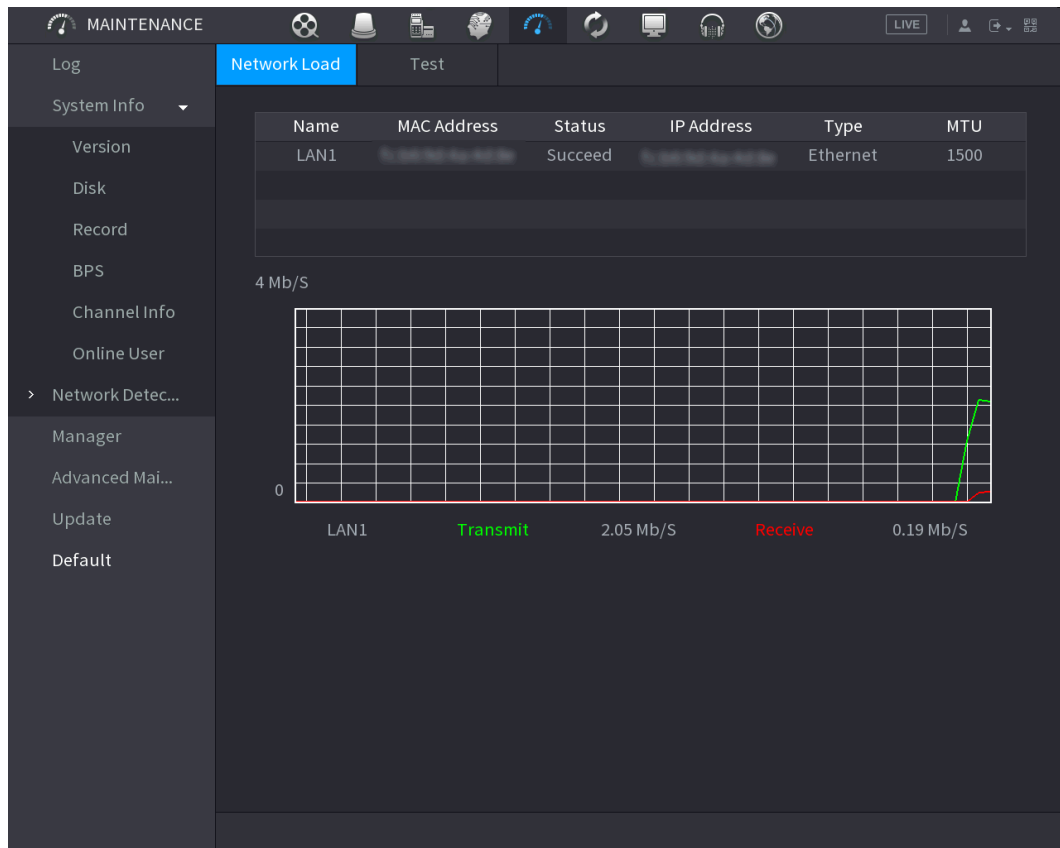 MAINTENANCE LIVE
Log
Network Load Test
System Info
Version
Disk
Record
BPS
Channel Info
Online User
Network Detec...
Manager
Advanced Mai...
Update
Default
Name MAC Address Status IP Address Type MTU
LAN1 Succeed Ethernet 1500
4 Mb/S
0
LAN1 Transmit 2.05 Mb/S Receive 0.19 Mb/S